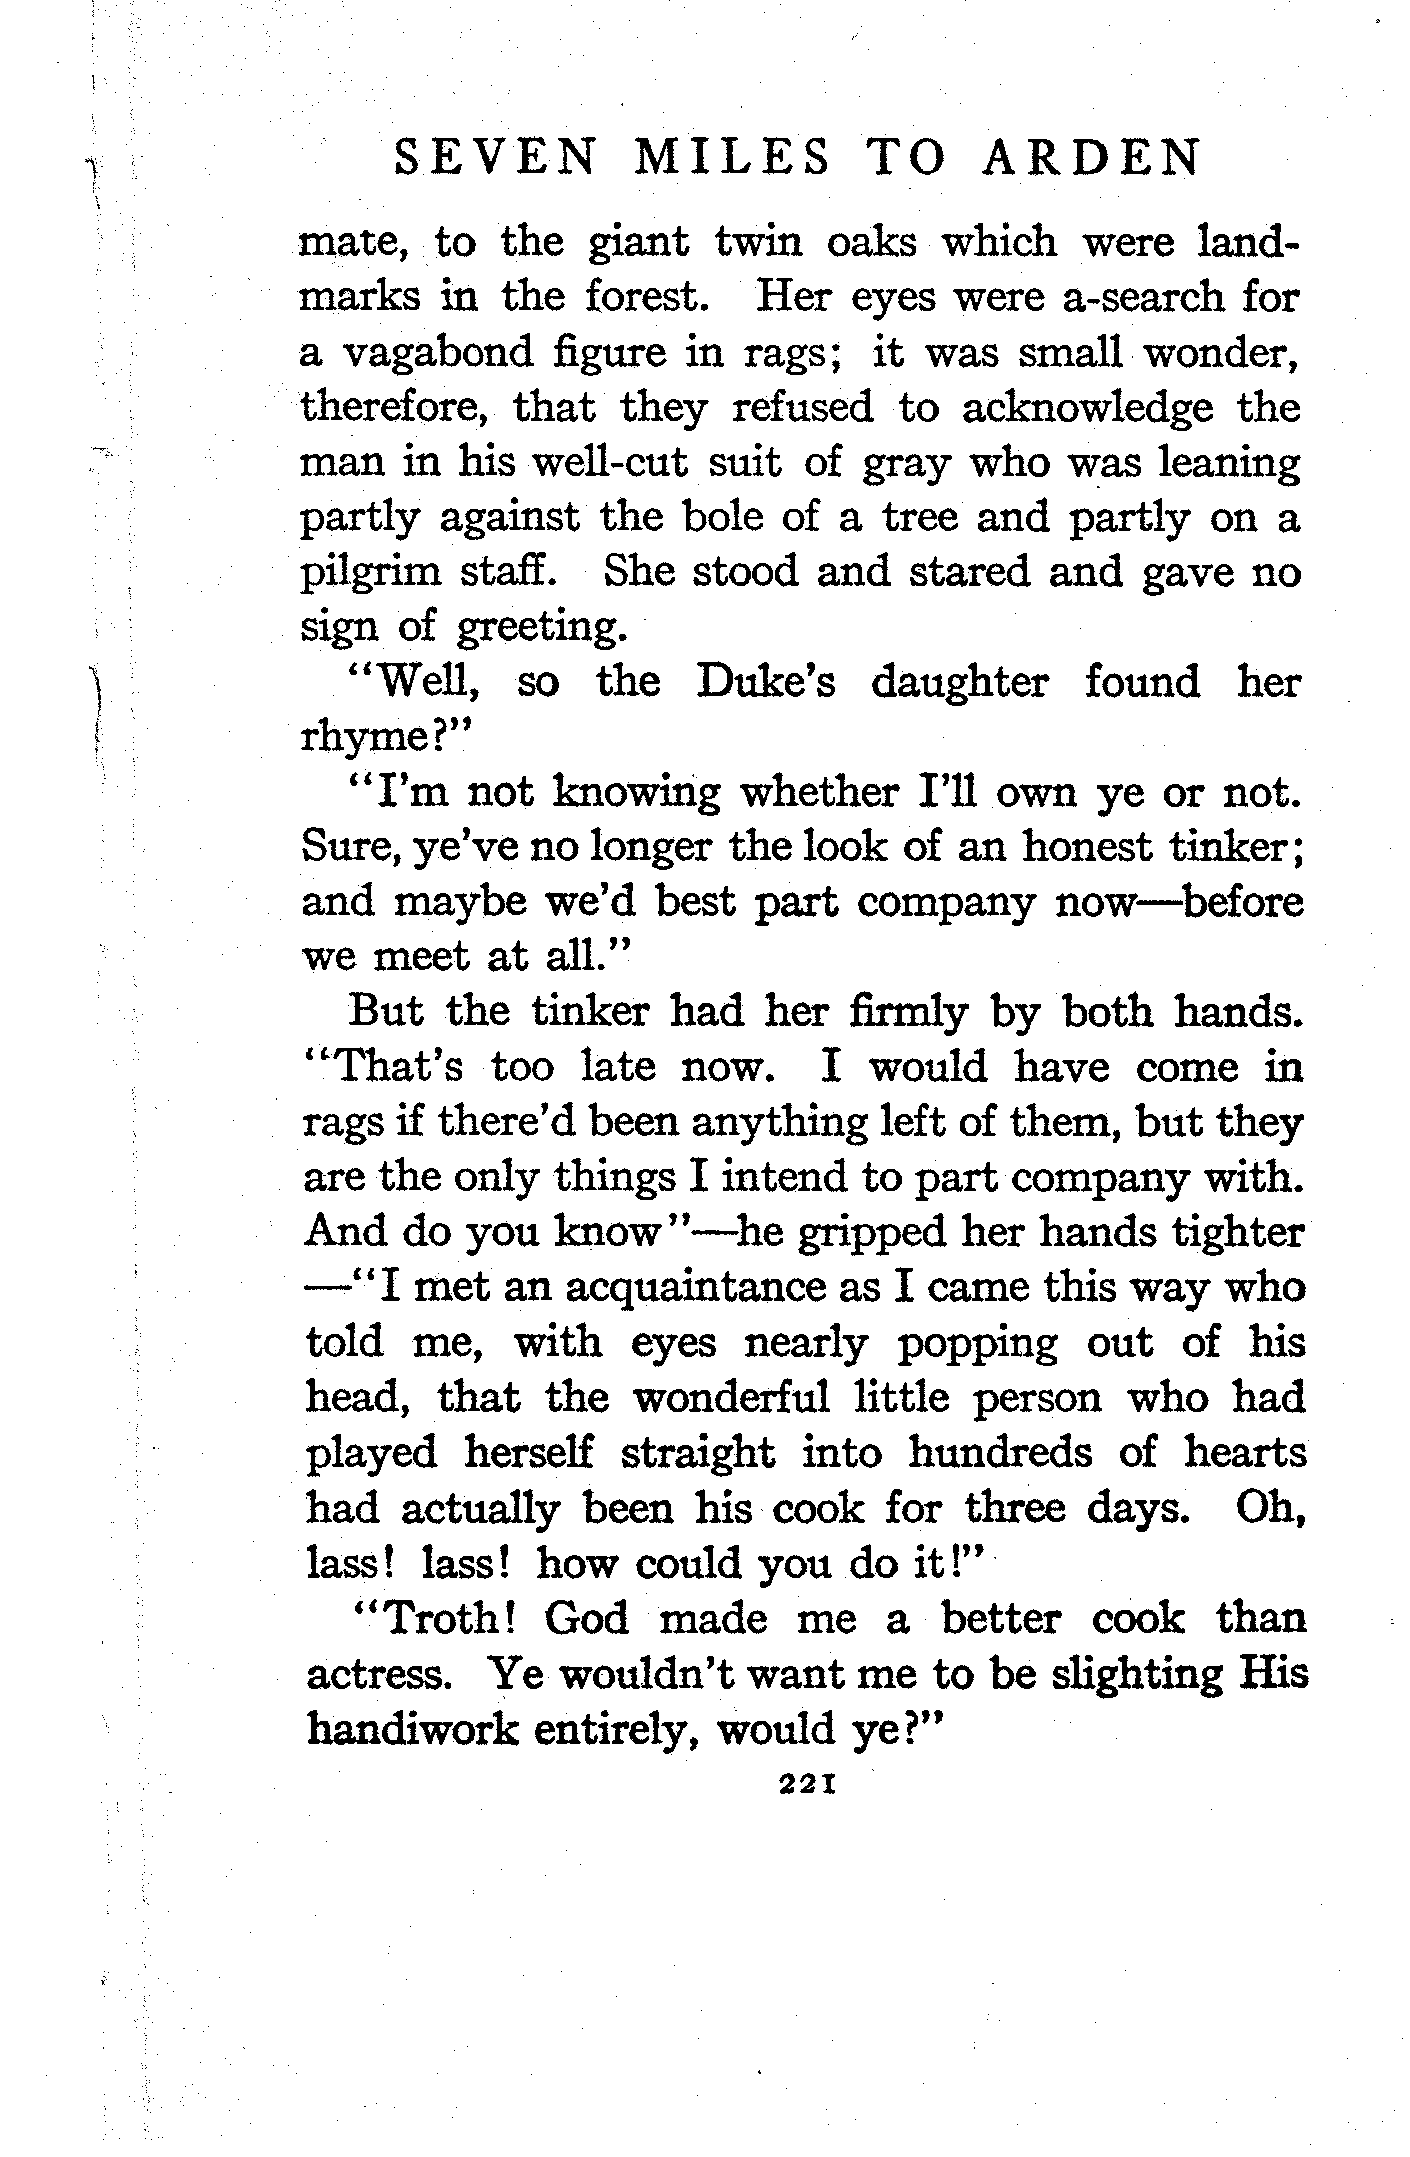 SEVEN MILES TO ARDEN
mate, to the giant twin oaks which were land-
marks in the forest. Her eyes were a-search for
a vagabond figure in rags; it was small wonder,
therefore, that they refused to acknowledge the
man in his well-cut suit of gray who was leaning
partly against the bole of a tree and partly on a
pilgrim staff. She stood and stared and gave no
sign of greeting.
"Well, so the Duke's daughter found her
rhyme?"
"I'm not knowing whether I'll own ye or not.
Sure, ye've no longer the look of an honest tinker;
and maybe we'd best part company now—before
we meet at all."
But the tinker had her firmly by both hands.
"That's too late now. I would have come in
rags if there'd been anything left of them, but they
are the only things I intend to part company with.
And do you know"—he gripped her hands tighter
—"I met an acquaintance as I came this way who
told me, with eyes nearly popping out of his
head, that the wonderful little person who had
played herself straight into hundreds of hearts
had actually been his cook for three days. Oh,
lass! lass! how could you do it!"
"Troth! God made me a better cook than
actress. Ye wouldn't want me to be slighting His
handiwork entirely, would ye?"
221